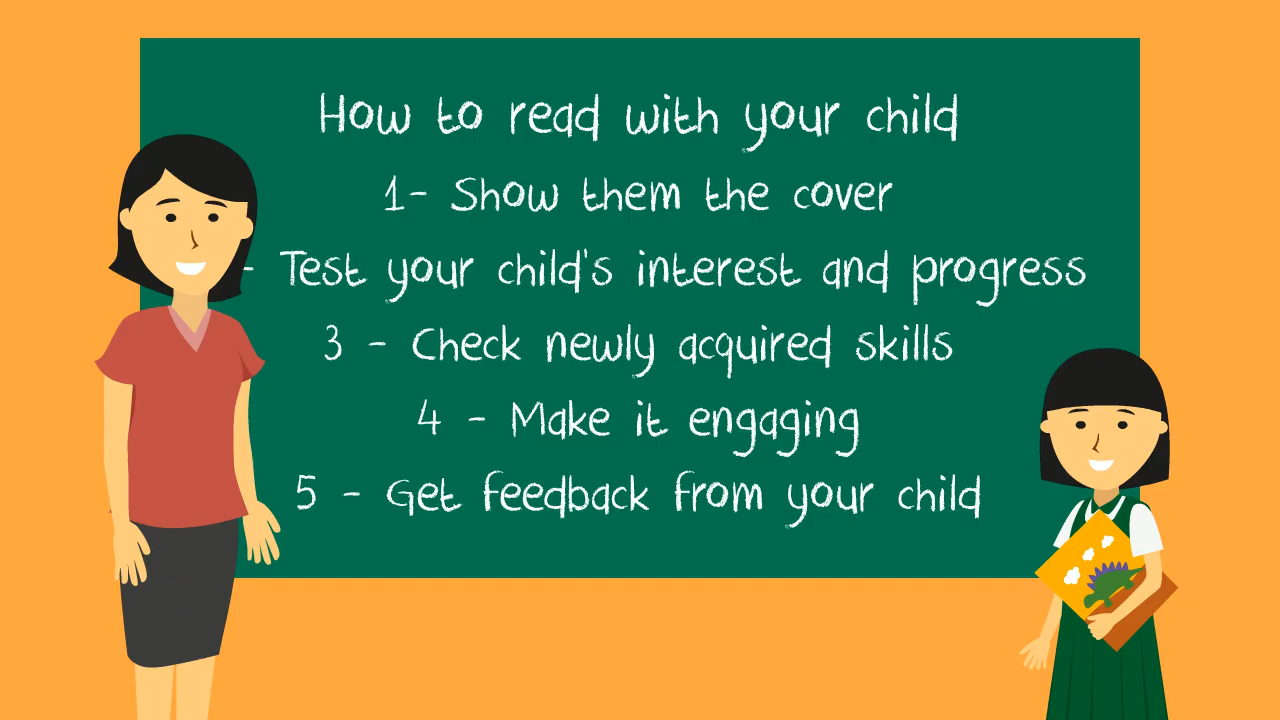 How to read with your child
1- Show them the cover
- Test your child's interest and progress
3 - Check newly acquired skills
4 - Make it engaging
5 - Get feedback from your child